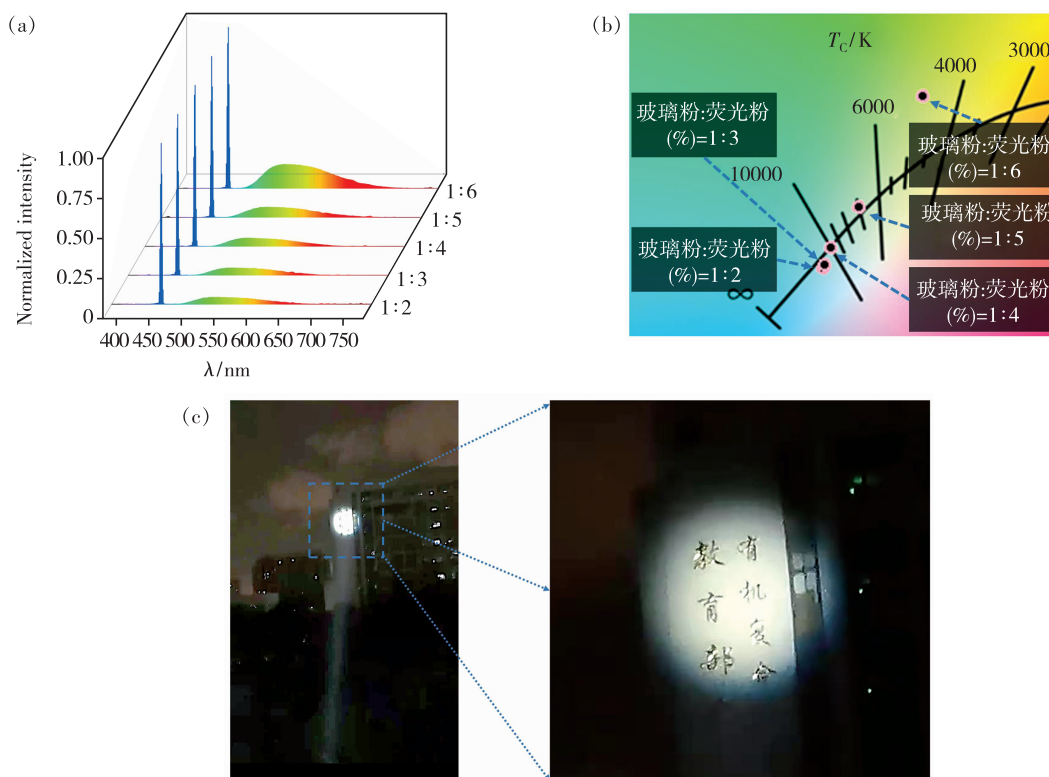 (a)
Normalized intensity
1.00
0.75
0.50
0.25
0
400 450 500 550 600 650 700 750
λ/nm
1∶6
1∶5
1∶4
1∶3
1∶2
(b)
T_C/K
3000
4000
6000
10000
∞
玻璃粉:荧光粉
(%)=1∶3
玻璃粉:荧光粉
(%)=1∶2
玻璃粉:荧光粉
(%)=1∶6
玻璃粉:荧光粉
(%)=1∶5
玻璃粉:荧光粉
(%)=1∶4
(c)
有机复合
教育部